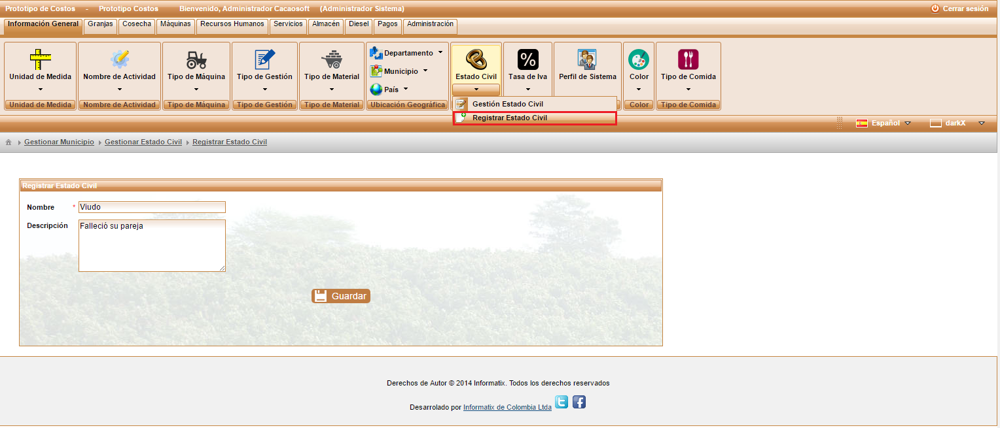 Prototipo de Costos - Prototipo Costos Bienvenido, Administrador Cacaosoft (Administrador Sistema) Cerrar sesión
Información General Granjas Cosecha Máquinas Recursos Humanos Servicios Almacén Diesel Pagos Administración
Departamento
Municipio
País
Unidad de Medida Nombre de Actividad Tipo de Máquina Tipo de Gestión Tipo de Material Estado Civil % Tasa de Iva Perfil de Sistema Color Tipo de Comida
Unidad de Medida Nombre de Actividad Tipo de Máquina Tipo de Gestión Tipo de Material Ubicación Geográfica Color Tipo de Comida
Gestión Estado Civil
Registrar Estado Civil
Español darkX
Gestionar Municipio Gestionar Estado Civil Registrar Estado Civil
Registrar Estado Civil
Nombre * Viudo
Descripción Falleció su pareja
Guardar
Derechos de Autor © 2014 Informatix. Todos los derechos reservados
Desarrolado por Informatix de Colombia Ltda